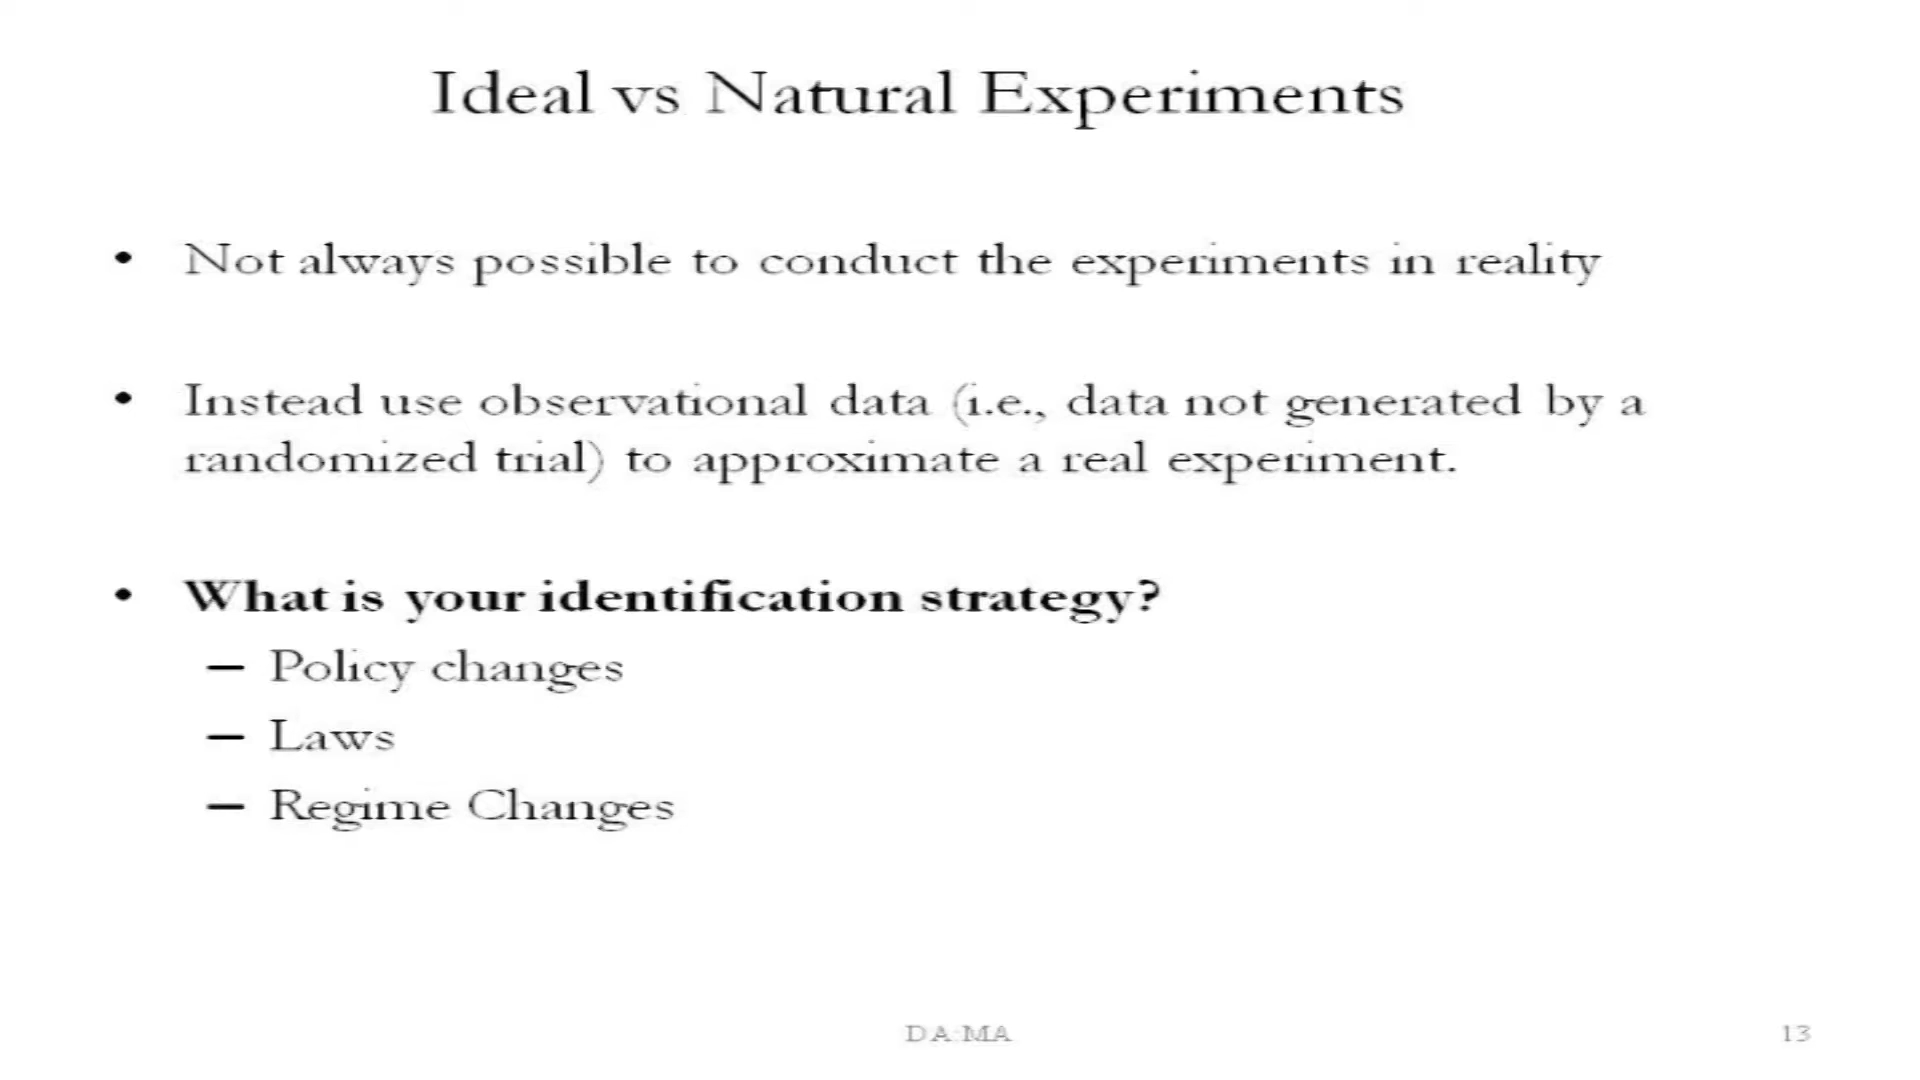 Ideal vs Natural Experiments
• Not always possible to conduct the experiments in reality
• Instead use observational data (i.e., data not generated by a
randomized trial) to approximate a real experiment.
• What is your identification strategy?
– Policy changes
– Laws
– Regime Changes
DA:MA
13